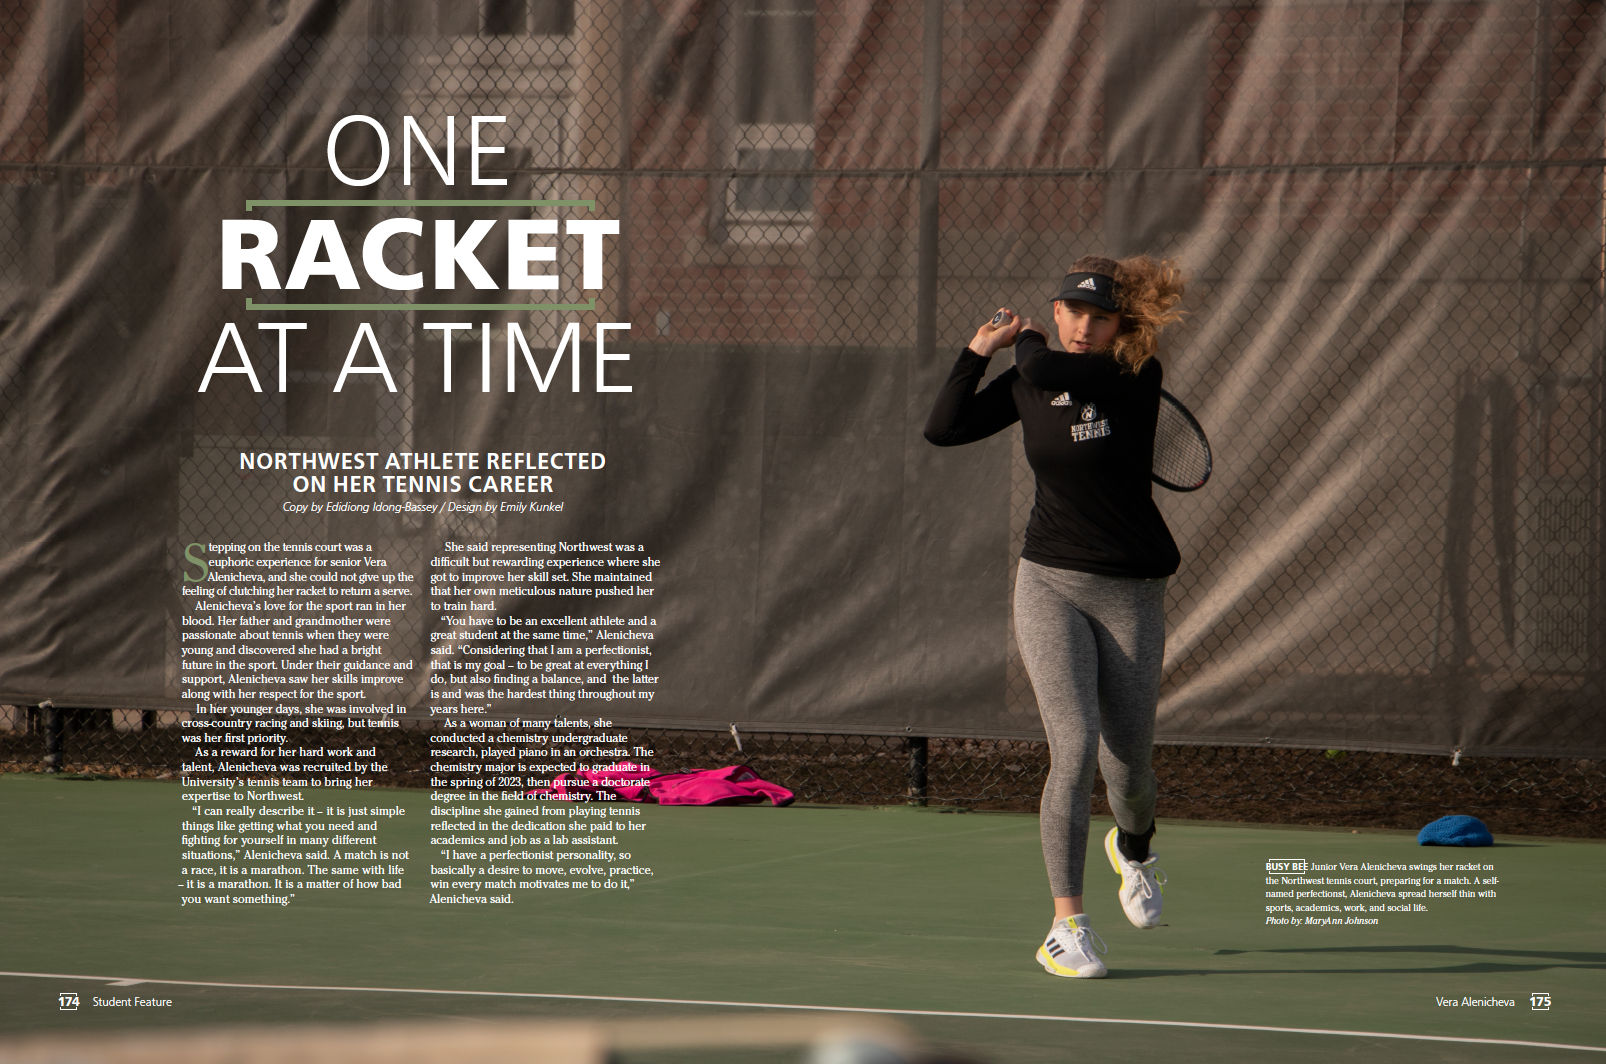 ONE
RACKET
AT A TIME
NORTHWEST ATHLETE REFLECTED
ON HER TENNIS CAREER
Copy by Edidiong Idong-Bassey / Design by Emily Kunkel
Stepping on the tennis court was a
euphoric experience for senior Vera
Alenicheva, and she could not give up the
feeling of clutching her racket to return a serve.
Alenicheva's love for the sport ran in her
blood. Her father and grandmother were
passionate about tennis when they were
young and discovered she had a bright
future in the sport. Under their guidance and
support, Alenicheva saw her skills improve
along with her respect for the sport.
In her younger days, she was involved in
cross-country racing and skiing, but tennis
was her first priority.
As a reward for her hard work and
talent, Alenicheva was recruited by the
University's tennis team to bring her
expertise to Northwest.
“I can really describe it – it is just simple
things like getting what you need and
fighting for yourself in many different
situations,” Alenicheva said. A match is not
a race, it is a marathon. The same with life
– it is a marathon. It is a matter of how bad
you want something.”
She said representing Northwest was a
difficult but rewarding experience where she
got to improve her skill set. She maintained
that her own meticulous nature pushed her
to train hard.
“You have to be an excellent athlete and a
great student at the same time,” Alenicheva
said. “Considering that I am a perfectionist,
that is my goal – to be great at everything I
do, but also finding a balance, and the latter
is and was the hardest thing throughout my
years here.”
As a woman of many talents, she
conducted a chemistry undergraduate
research, played piano in an orchestra. The
chemistry major is expected to graduate in
the spring of 2023, then pursue a doctorate
degree in the field of chemistry. The
discipline she gained from playing tennis
reflected in the dedication she paid to her
academics and job as a lab assistant.
“I have a perfectionist personality, so
basically a desire to move, evolve, practice,
win every match motivates me to do it,”
Alenicheva said.
adidas
adidas
N
NORTHWEST
TENNIS
BUSY BEE Junior Vera Alenicheva swings her racket on
the Northwest tennis court, preparing for a match. A self-
named perfectionist, Alenicheva spread herself thin with
sports, academics, work, and social life.
Photo by: MaryAnn Johnson
174 Student Feature
Vera Alenicheva 175